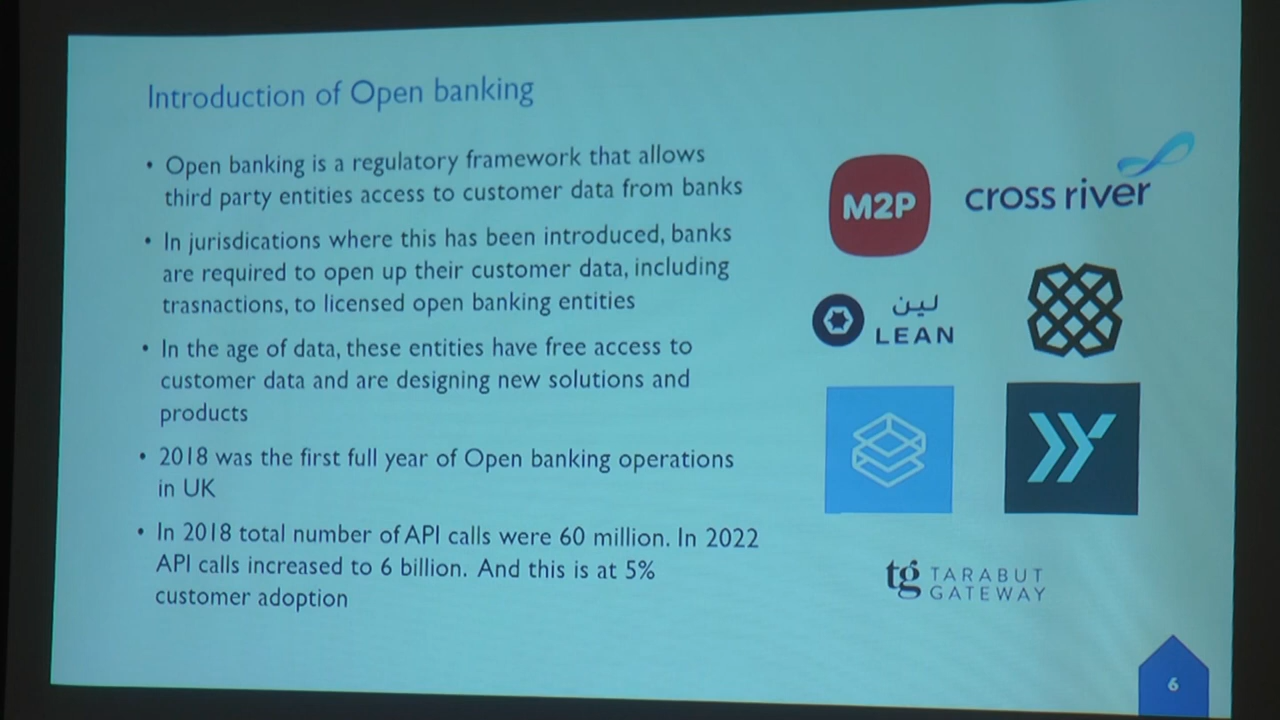 Introduction of Open banking
• Open banking is a regulatory framework that allows
third party entities access to customer data from banks
• In jurisdications where this has been introduced, banks
are required to open up their customer data, including
trasnactions, to licensed open banking entities
• In the age of data, these entities have free access to
customer data and are designing new solutions and
products
• 2018 was the first full year of Open banking operations
in UK
• In 2018 total number of API calls were 60 million. In 2022
API calls increased to 6 billion. And this is at 5%
customer adoption
M2P
cross river
لين
LEAN
tg TARABUT
GATEWAY
6